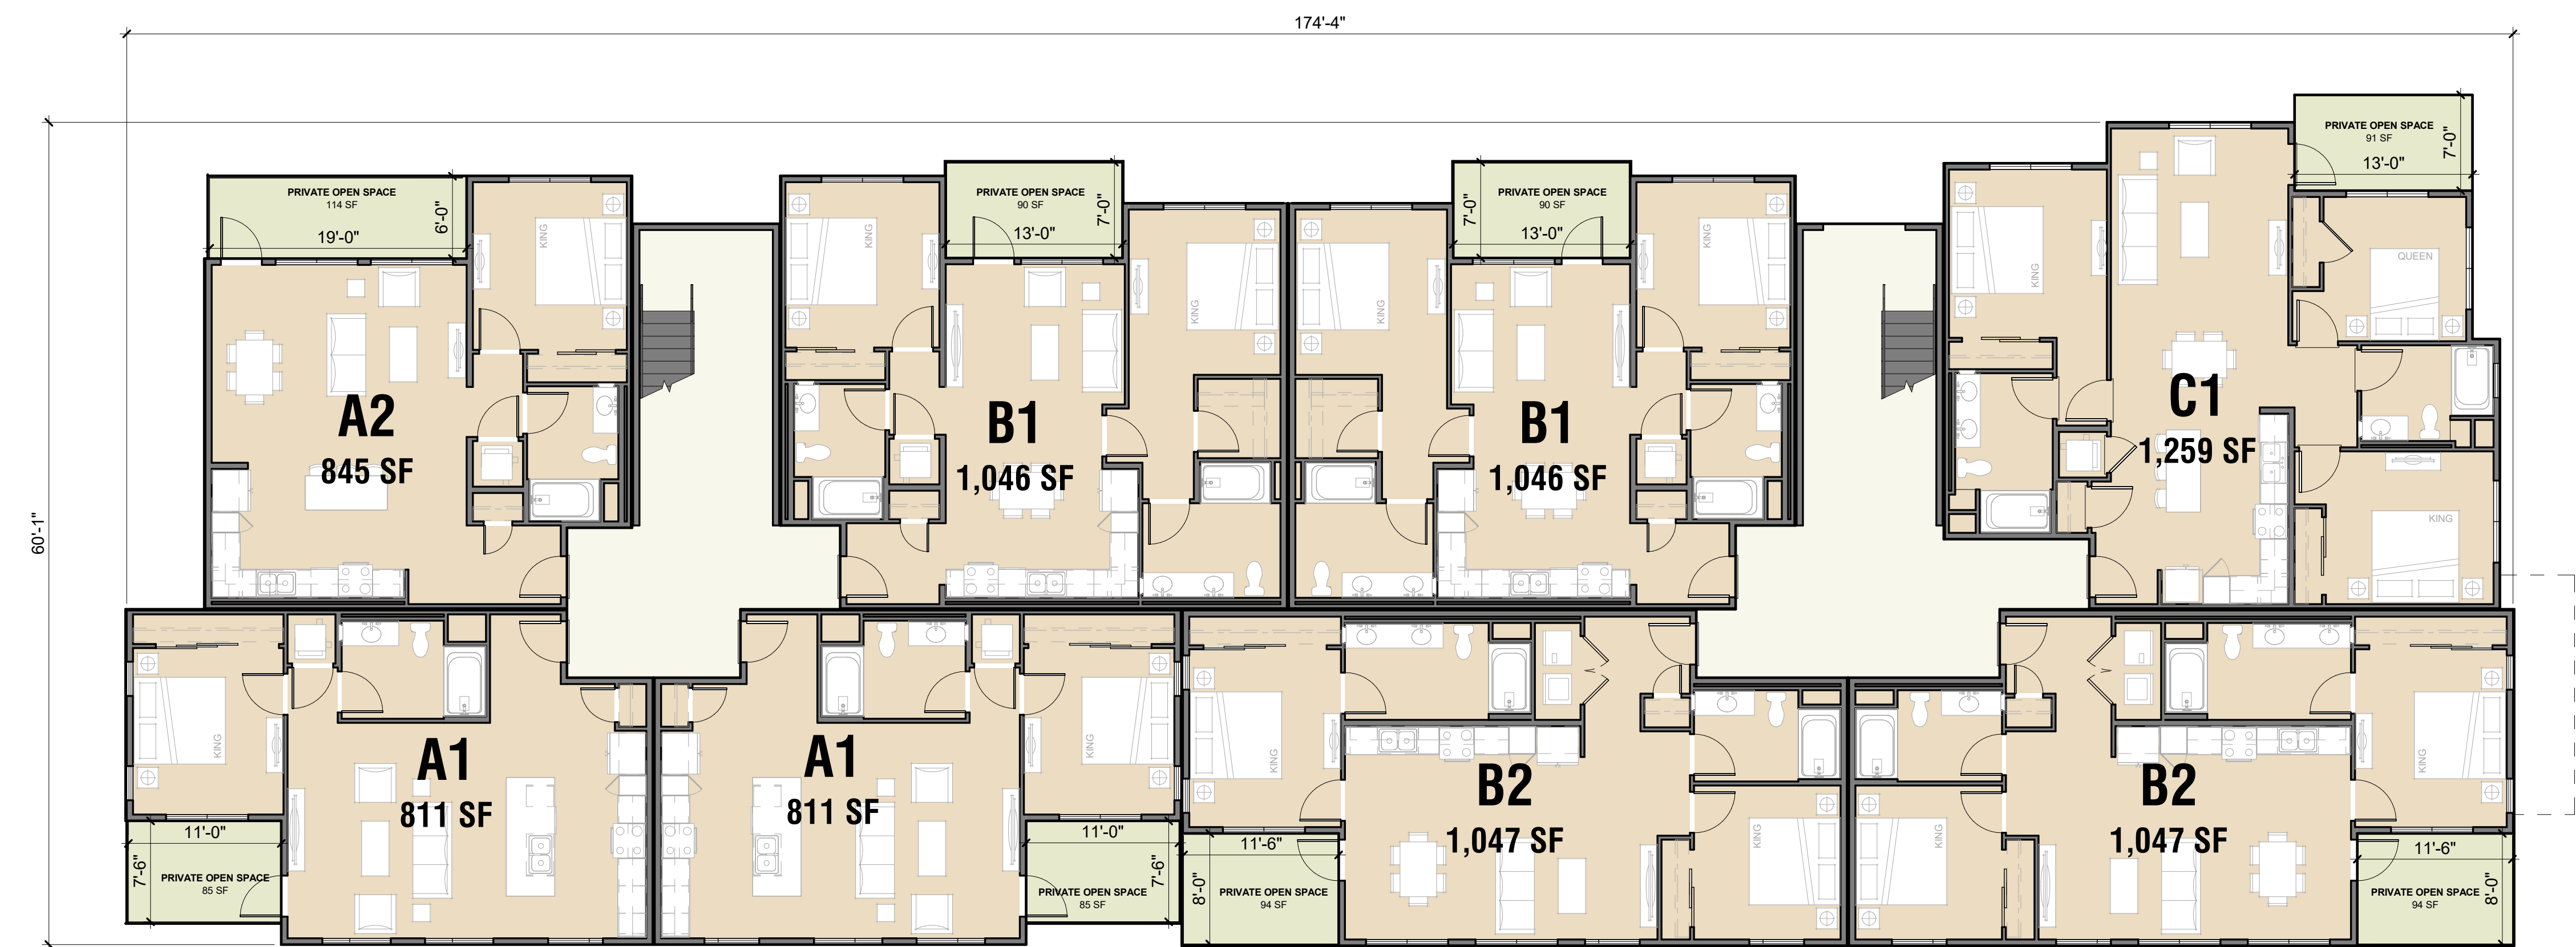 174'-4"
60'-1"
PRIVATE OPEN SPACE
114 SF
6'-0"
19'-0"
KING
A2
845 SF
KING
PRIVATE OPEN SPACE
90 SF
7'-0"
13'-0"
KING
B1
1,046 SF
KING
PRIVATE OPEN SPACE
90 SF
7'-0"
13'-0"
KING
B1
1,046 SF
KING
PRIVATE OPEN SPACE
91 SF
7'-0"
13'-0"
QUEEN
C1
1,259 SF
KING
KING
A1
811 SF
11'-0"
7'-6"
PRIVATE OPEN SPACE
85 SF
A1
811 SF
KING
11'-0"
7'-6"
PRIVATE OPEN SPACE
85 SF
KING
11'-6"
8'-0"
PRIVATE OPEN SPACE
94 SF
B2
1,047 SF
KING
KING
B2
1,047 SF
KING
11'-6"
8'-0"
PRIVATE OPEN SPACE
94 SF